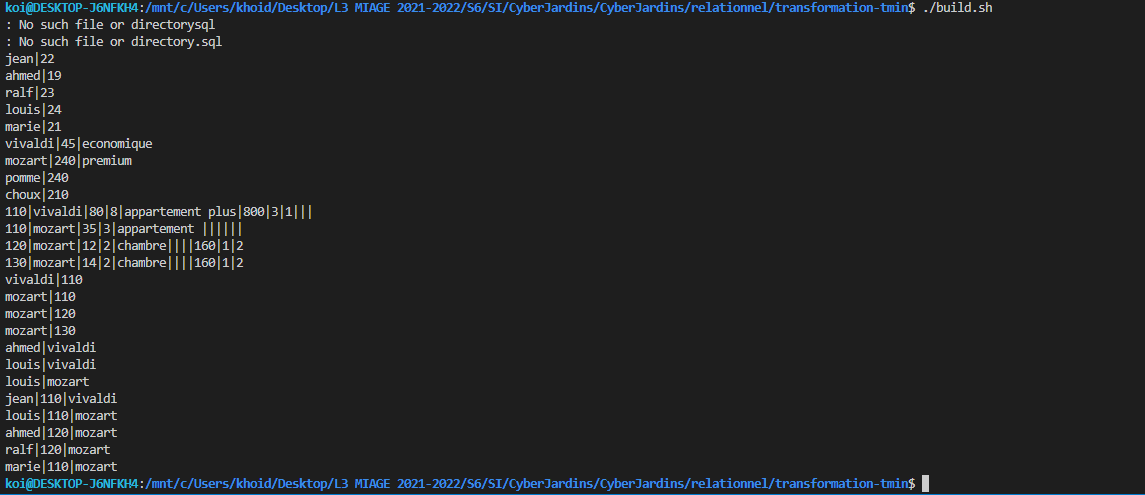 koi@DESKTOP-J6NFKH4:/mnt/c/Users/khoid/Desktop/L3 MIAGE 2021-2022/S6/SI/CyberJardins/CyberJardins/relationnel/transformation-tmin$ ./build.sh
: No such file or directorysql
: No such file or directory.sql
jean|22
ahmed|19
ralf|23
louis|24
marie|21
vivaldi|45|economique
mozart|240|premium
pomme|240
choux|210
110|vivaldi|80|8|appartement plus|800|3|1|||
110|mozart|35|3|appartement ||||||
120|mozart|12|2|chambre||||160|1|2
130|mozart|14|2|chambre||||160|1|2
vivaldi|110
mozart|110
mozart|120
mozart|130
ahmed|vivaldi
louis|vivaldi
louis|mozart
jean|110|vivaldi
louis|110|mozart
ahmed|120|mozart
ralf|120|mozart
marie|110|mozart
koi@DESKTOP-J6NFKH4:/mnt/c/Users/khoid/Desktop/L3 MIAGE 2021-2022/S6/SI/CyberJardins/CyberJardins/relationnel/transformation-tmin$